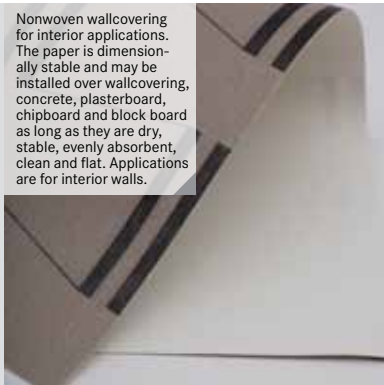 Nonwoven wallcovering
for interior applications.
The paper is dimension-
ally stable and may be
installed over wallcovering,
concrete, plasterboard,
chipboard and block board
as long as they are dry,
stable, evenly absorbent,
clean and flat. Applications
are for interior walls.